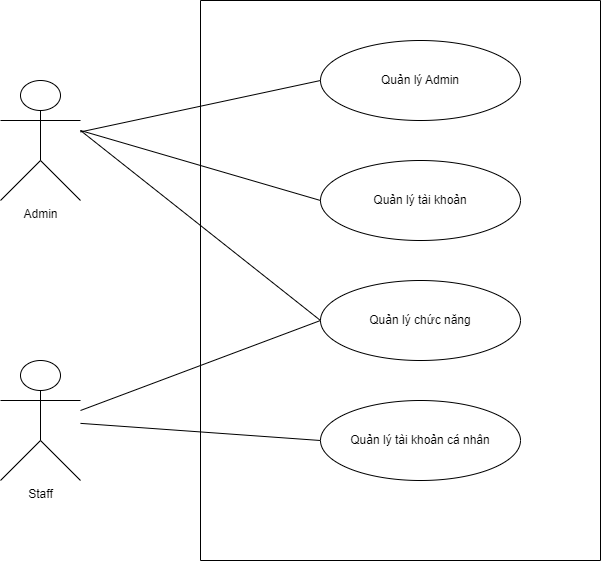 Quản lý Admin
Quản lý tài khoản
Admin
Quản lý chức năng
Quản lý tài khoản cá nhân
Staff